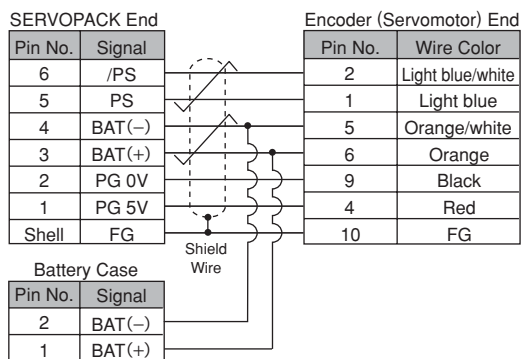 SERVOPACK End Encoder (Servomotor) End
Pin No. Signal Pin No. Wire Color
6 /PS 2 Light blue/white
5 PS 1 Light blue
4 BAT(−) 5 Orange/white
3 BAT(+) 6 Orange
2 PG 0V 9 Black
1 PG 5V 4 Red
Shell FG 10 FG
Shield
Wire
Battery Case
Pin No. Signal
2 BAT(−)
1 BAT(+)